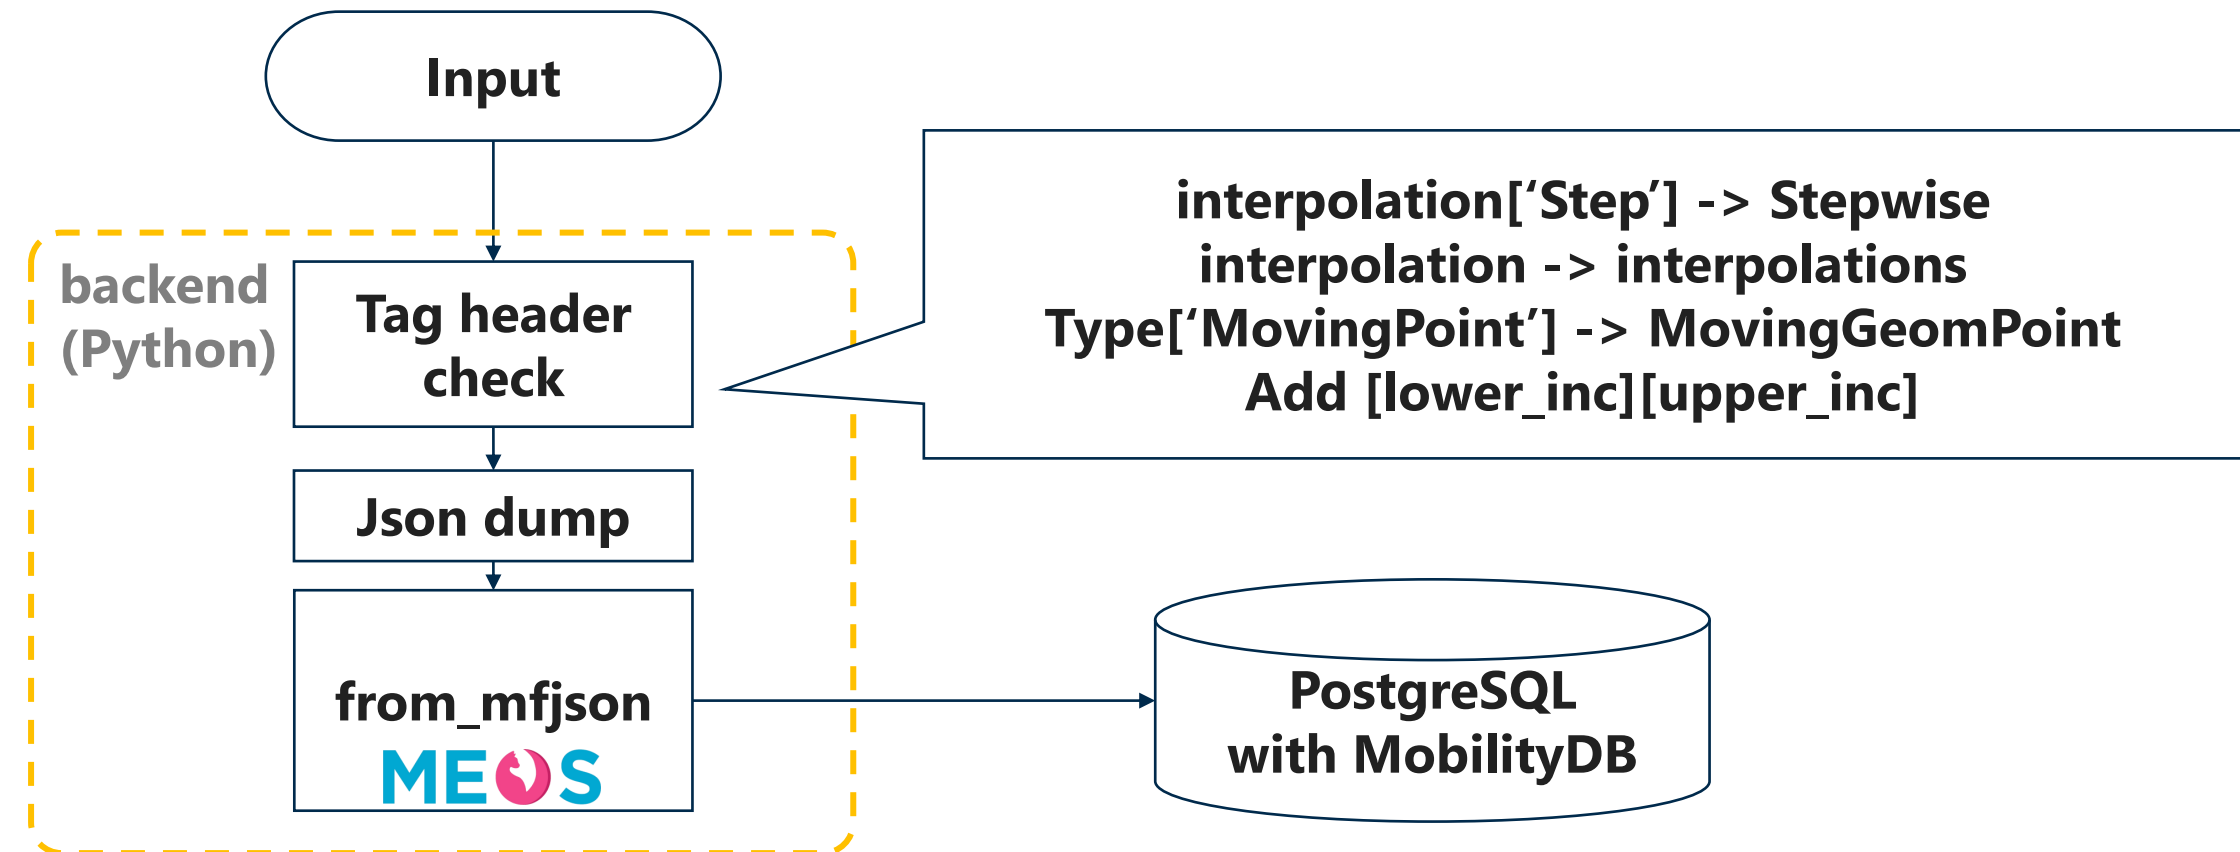 Input
backend
(Python)
Tag header
check
interpolation[‘Step’] -> Stepwise
interpolation -> interpolations
Type[‘MovingPoint’] -> MovingGeomPoint
Add [lower_inc][upper_inc]
Json dump
from_mfjson
MEOS
PostgreSQL
with MobilityDB